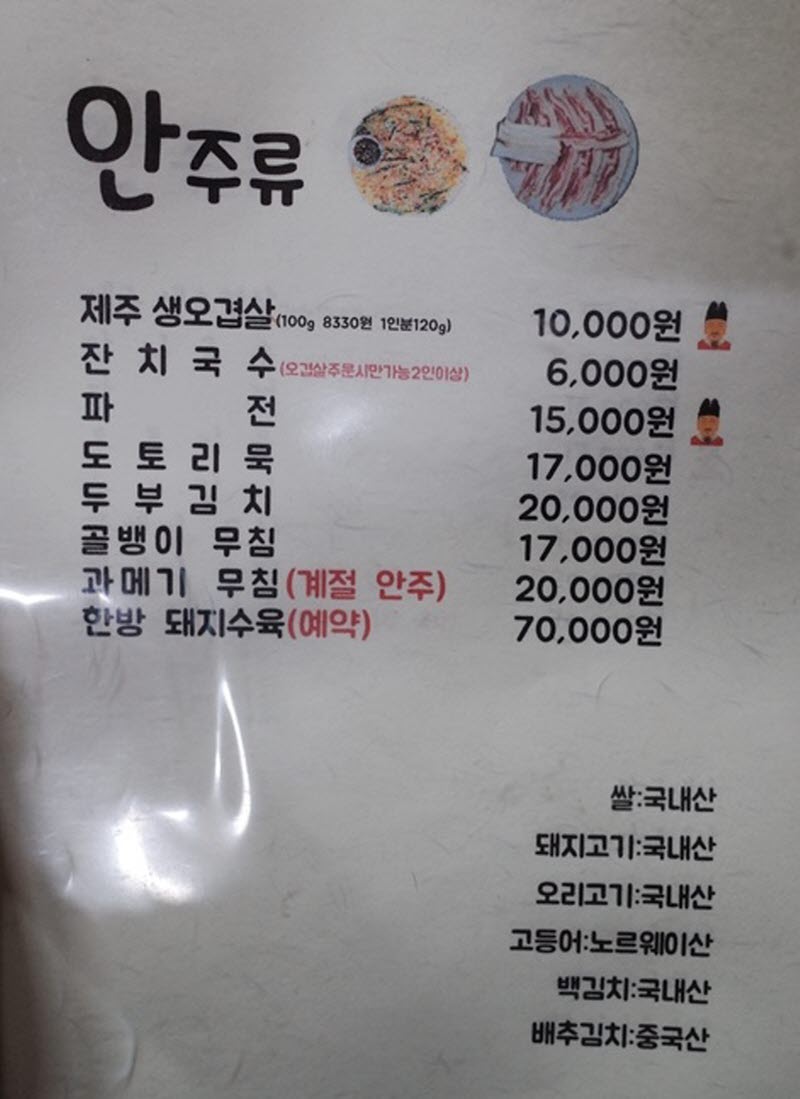 안주류
제주 생오겹살(100g 8330원 1인분120g) 10,000원
잔치국수(오겹살주문시만가능2인이상) 6,000원
파전 15,000원
도토리묵 17,000원
두부김치 20,000원
골뱅이 무침 17,000원
과메기 무침(계절 안주) 20,000원
한방 돼지수육(예약) 70,000원
쌀:국내산
돼지고기:국내산
오리고기:국내산
고등어:노르웨이산
백김치:국내산
배추김치:중국산